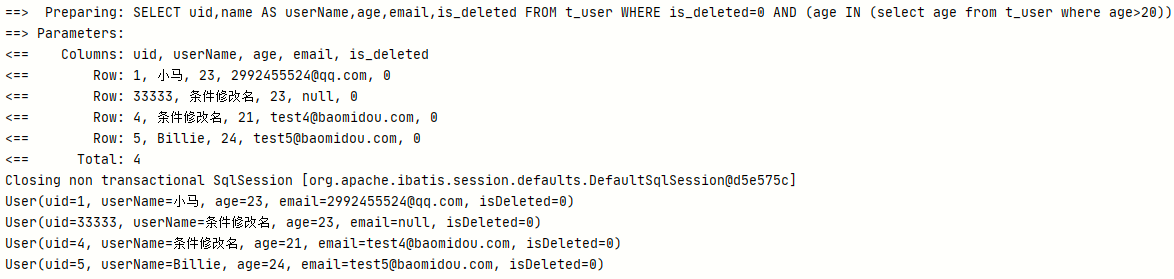 ==>  Preparing: SELECT uid,name AS userName,age,email,is_deleted FROM t_user WHERE is_deleted=0 AND (age IN (select age from t_user where age>20))
==> Parameters:
<==    Columns: uid, userName, age, email, is_deleted
<==        Row: 1, 小马, 23, 2992455524@qq.com, 0
<==        Row: 33333, 条件修改名, 23, null, 0
<==        Row: 4, 条件修改名, 21, test4@baomidou.com, 0
<==        Row: 5, Billie, 24, test5@baomidou.com, 0
<==      Total: 4
Closing non transactional SqlSession [org.apache.ibatis.session.defaults.DefaultSqlSession@d5e575c]
User(uid=1, userName=小马, age=23, email=2992455524@qq.com, isDeleted=0)
User(uid=33333, userName=条件修改名, age=23, email=null, isDeleted=0)
User(uid=4, userName=条件修改名, age=21, email=test4@baomidou.com, isDeleted=0)
User(uid=5, userName=Billie, age=24, email=test5@baomidou.com, isDeleted=0)